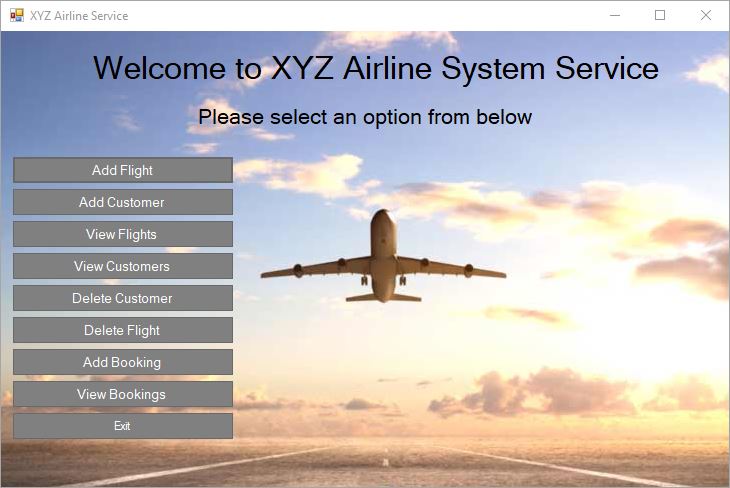 XYZ Airline Service
Welcome to XYZ Airline System Service
Please select an option from below
Add Flight
Add Customer
View Flights
View Customers
Delete Customer
Delete Flight
Add Booking
View Bookings
Exit